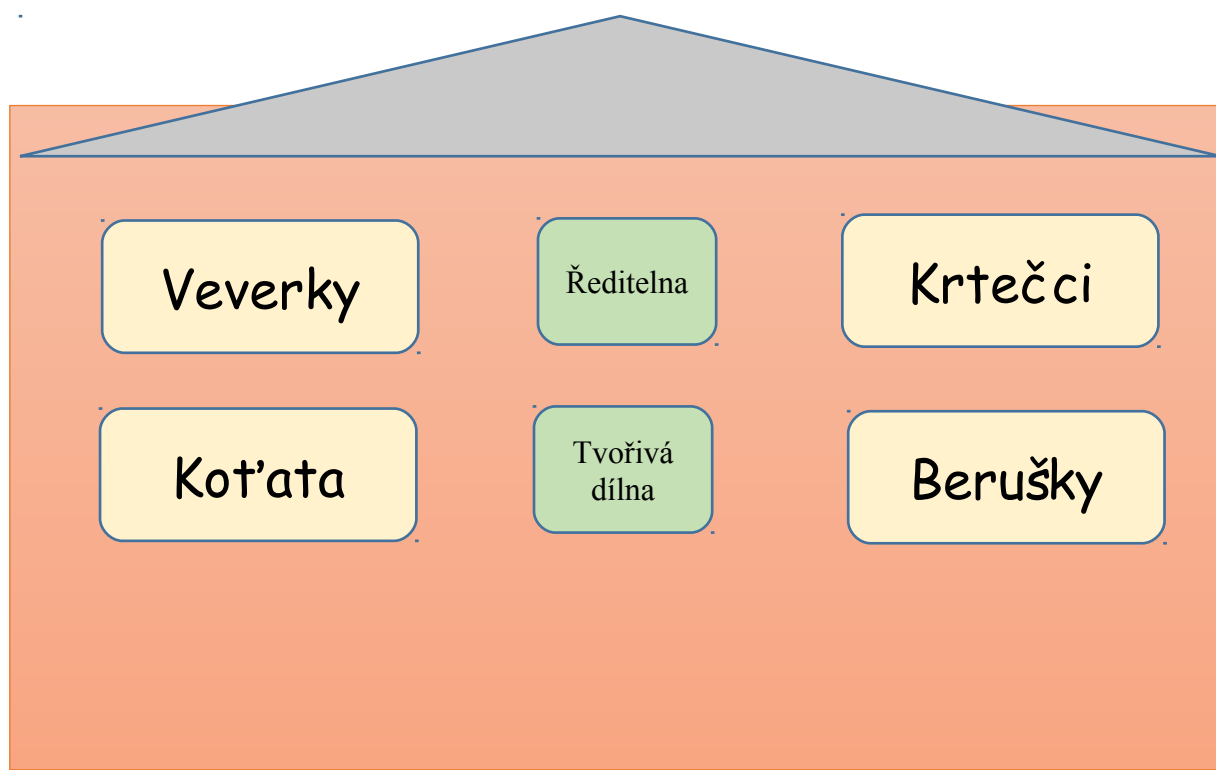 Veverky
Ředitelna
Krtečci
Koťata
Tvořivá
dílna
Berušky